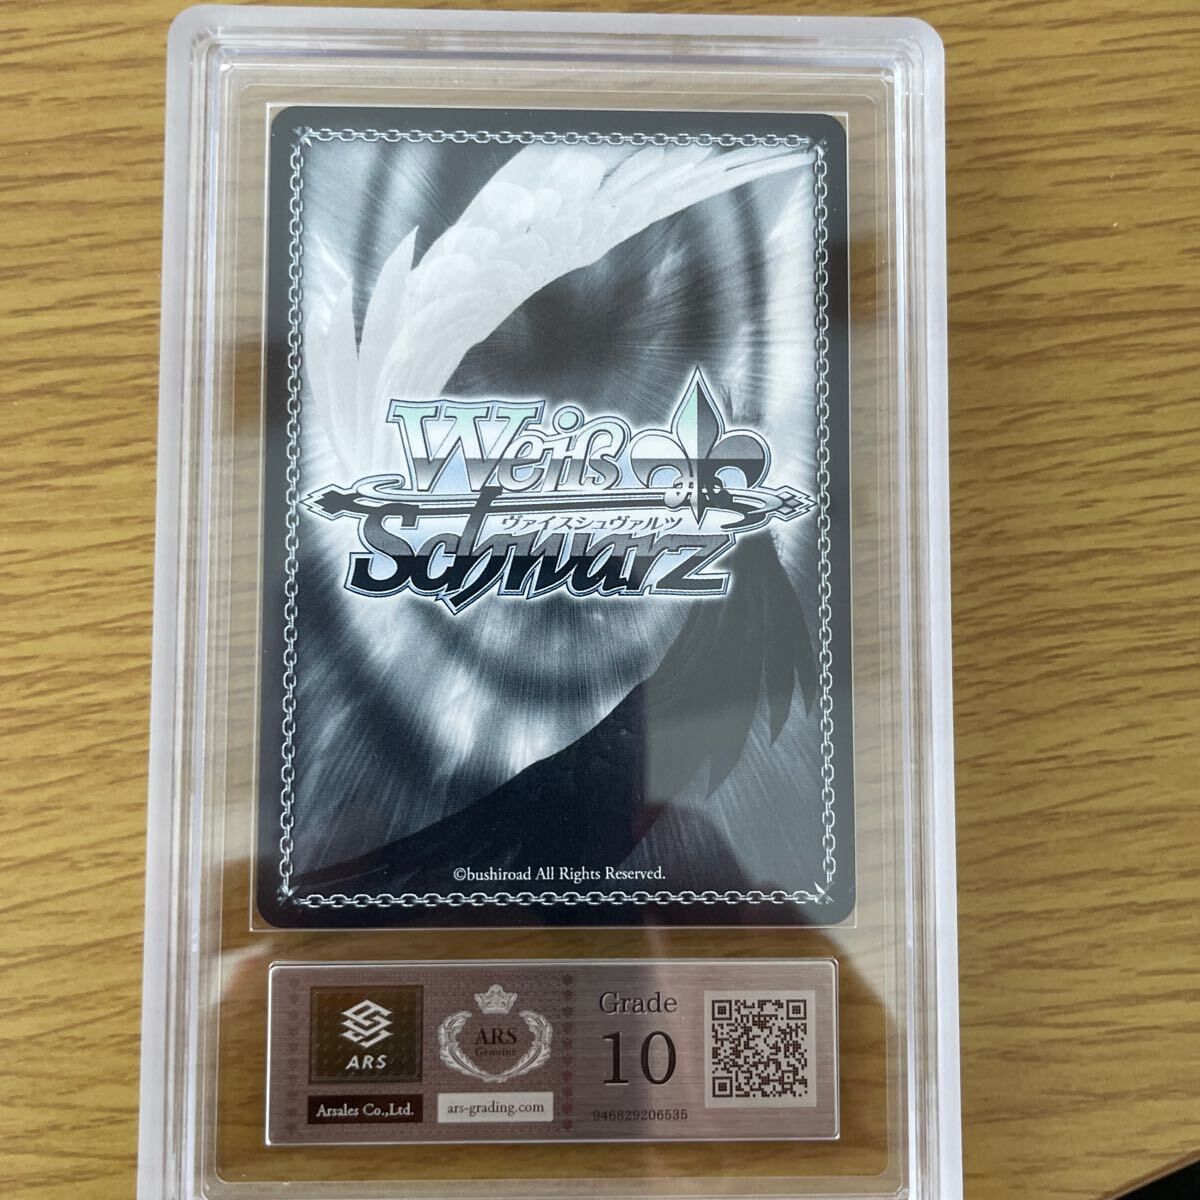 Weiß
ヴァイスシュヴァルツ
Schwarz
©bushiroad All Rights Reserved.
ARS
Arsales Co.,Ltd.
ARS
Genuine
ars-grading.com
Grade
10
946829206535